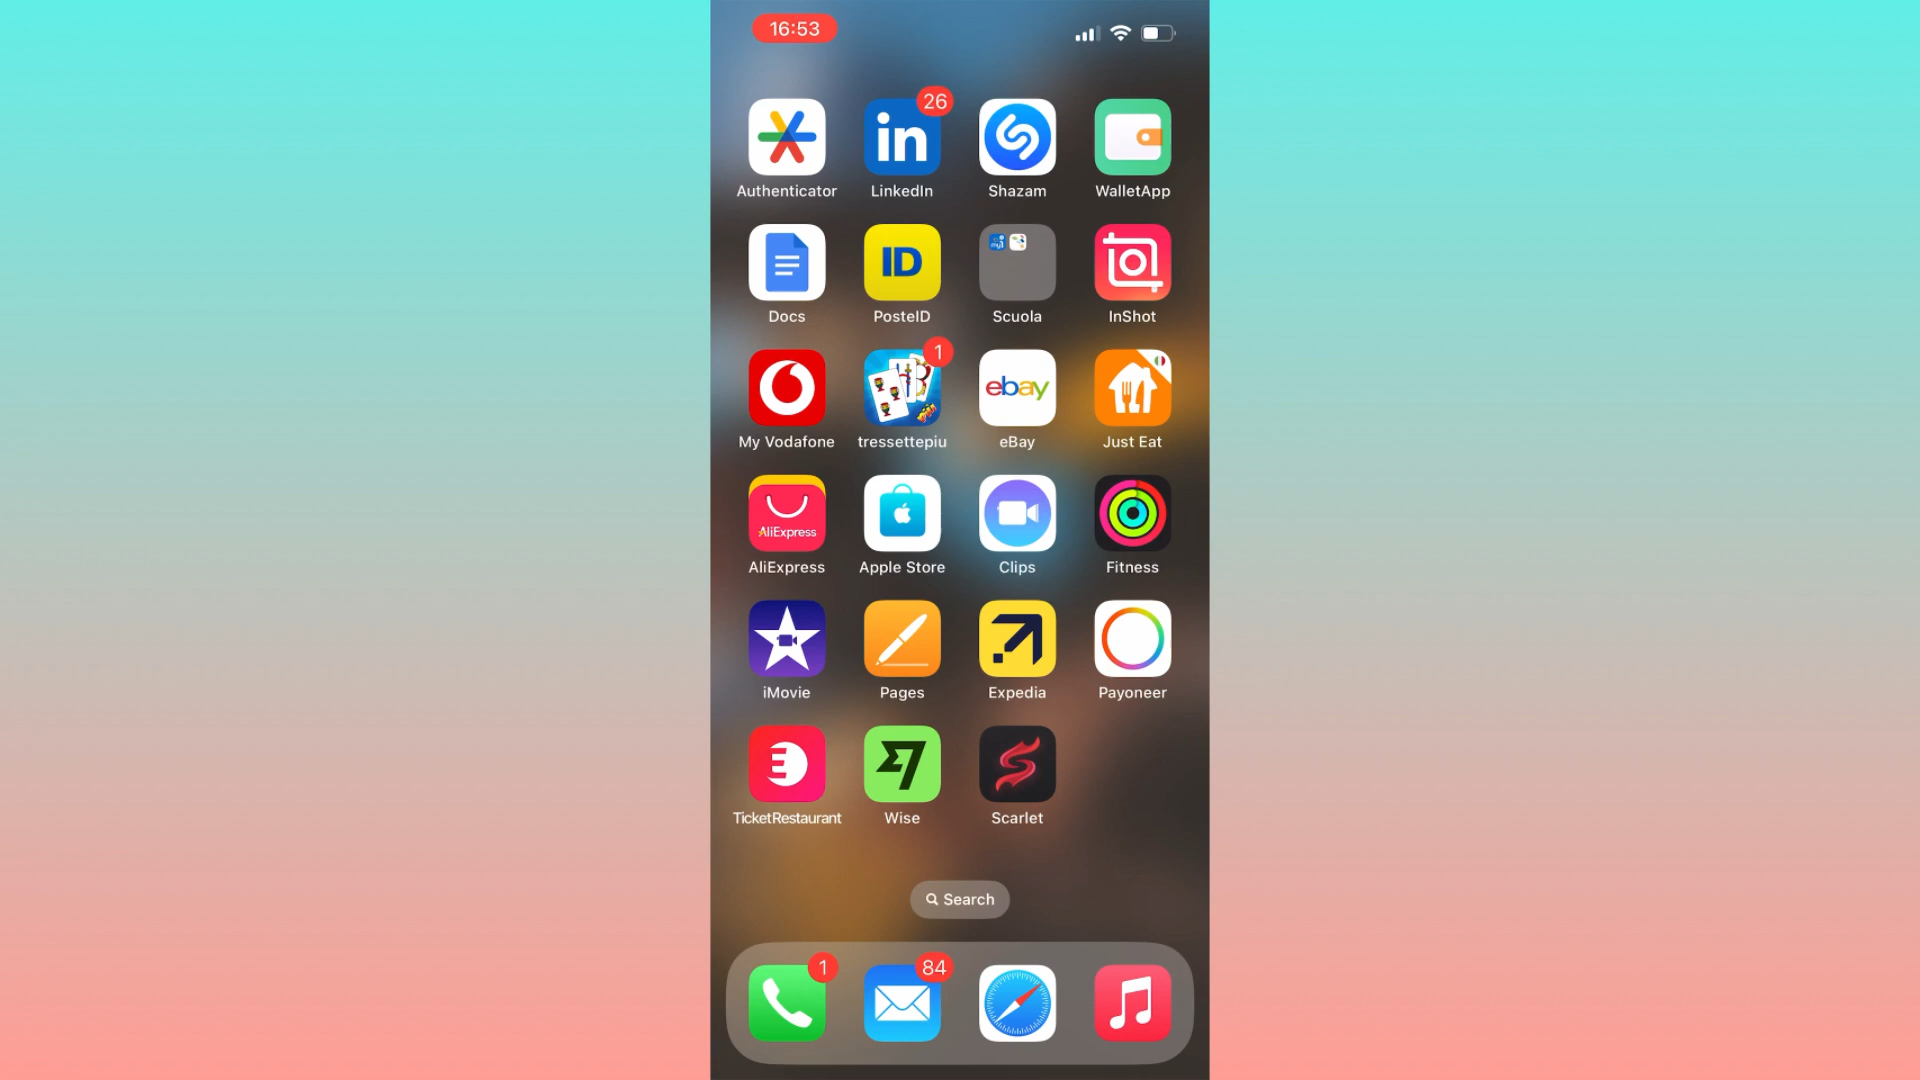 16:53
26
in
Authenticator LinkedIn Shazam WalletApp
ID
Docs PosteID Scuola InShot
1
ebay
My Vodafone tressettepiu eBay Just Eat
AliExpress
AliExpress Apple Store Clips Fitness
iMovie Pages Expedia Payoneer
TicketRestaurant Wise Scarlet
Search
1 84